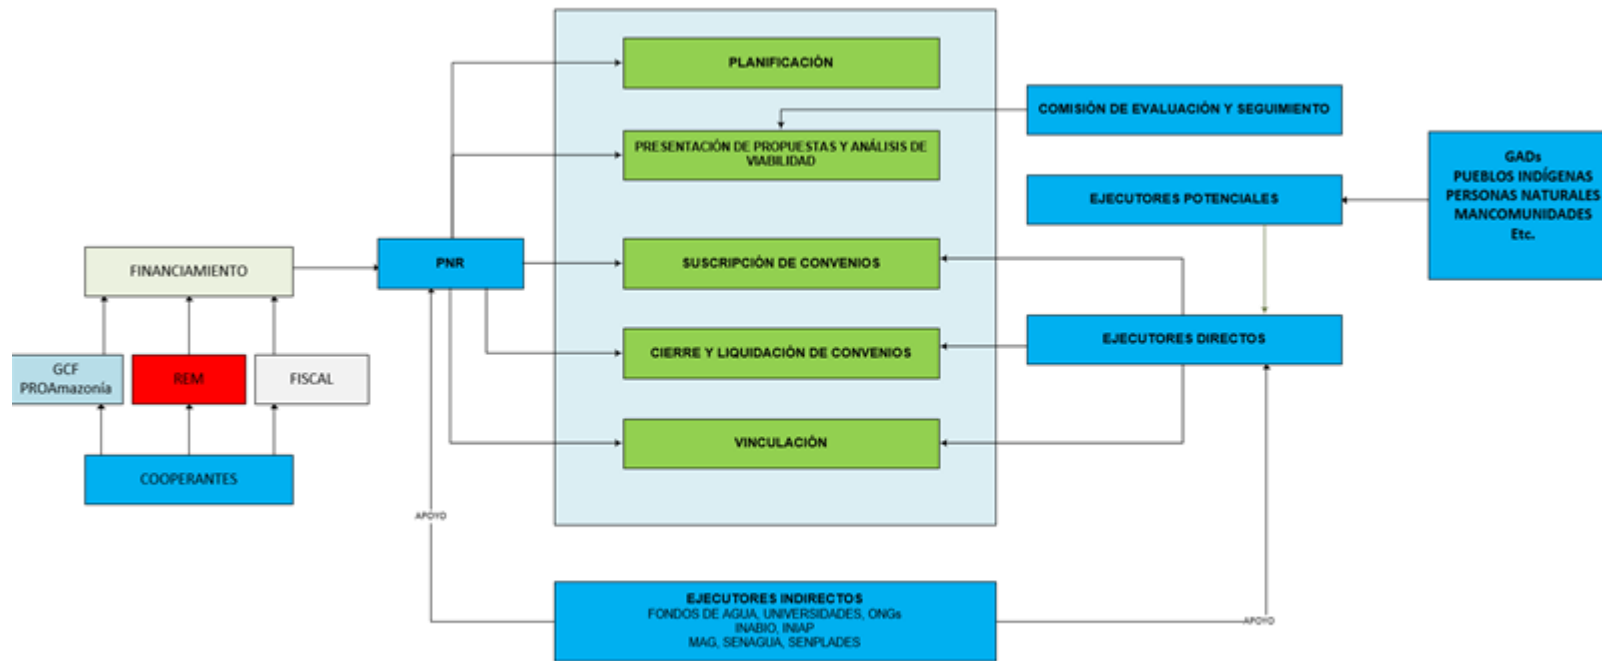 PLANIFICACIÓN
COMISIÓN DE EVALUACIÓN Y SEGUIMIENTO
PRESENTACIÓN DE PROPUESTAS Y ANÁLISIS DE
VIABILIDAD
GADs
PUEBLOS INDÍGENAS
PERSONAS NATURALES
MANCOMUNIDADES
Etc.
EJECUTORES POTENCIALES
FINANCIAMIENTO
PNR
SUSCRIPCIÓN DE CONVENIOS
EJECUTORES DIRECTOS
CIERRE Y LIQUIDACIÓN DE CONVENIOS
GCF
PROAmazonía
REM
FISCAL
VINCULACIÓN
COOPERANTES
APOYO
EJECUTORES INDIRECTOS
FONDOS DE AGUA, UNIVERSIDADES, ONGs
INABIO, INIAP
MAG, SENAGUA, SENPLADES
APOYO